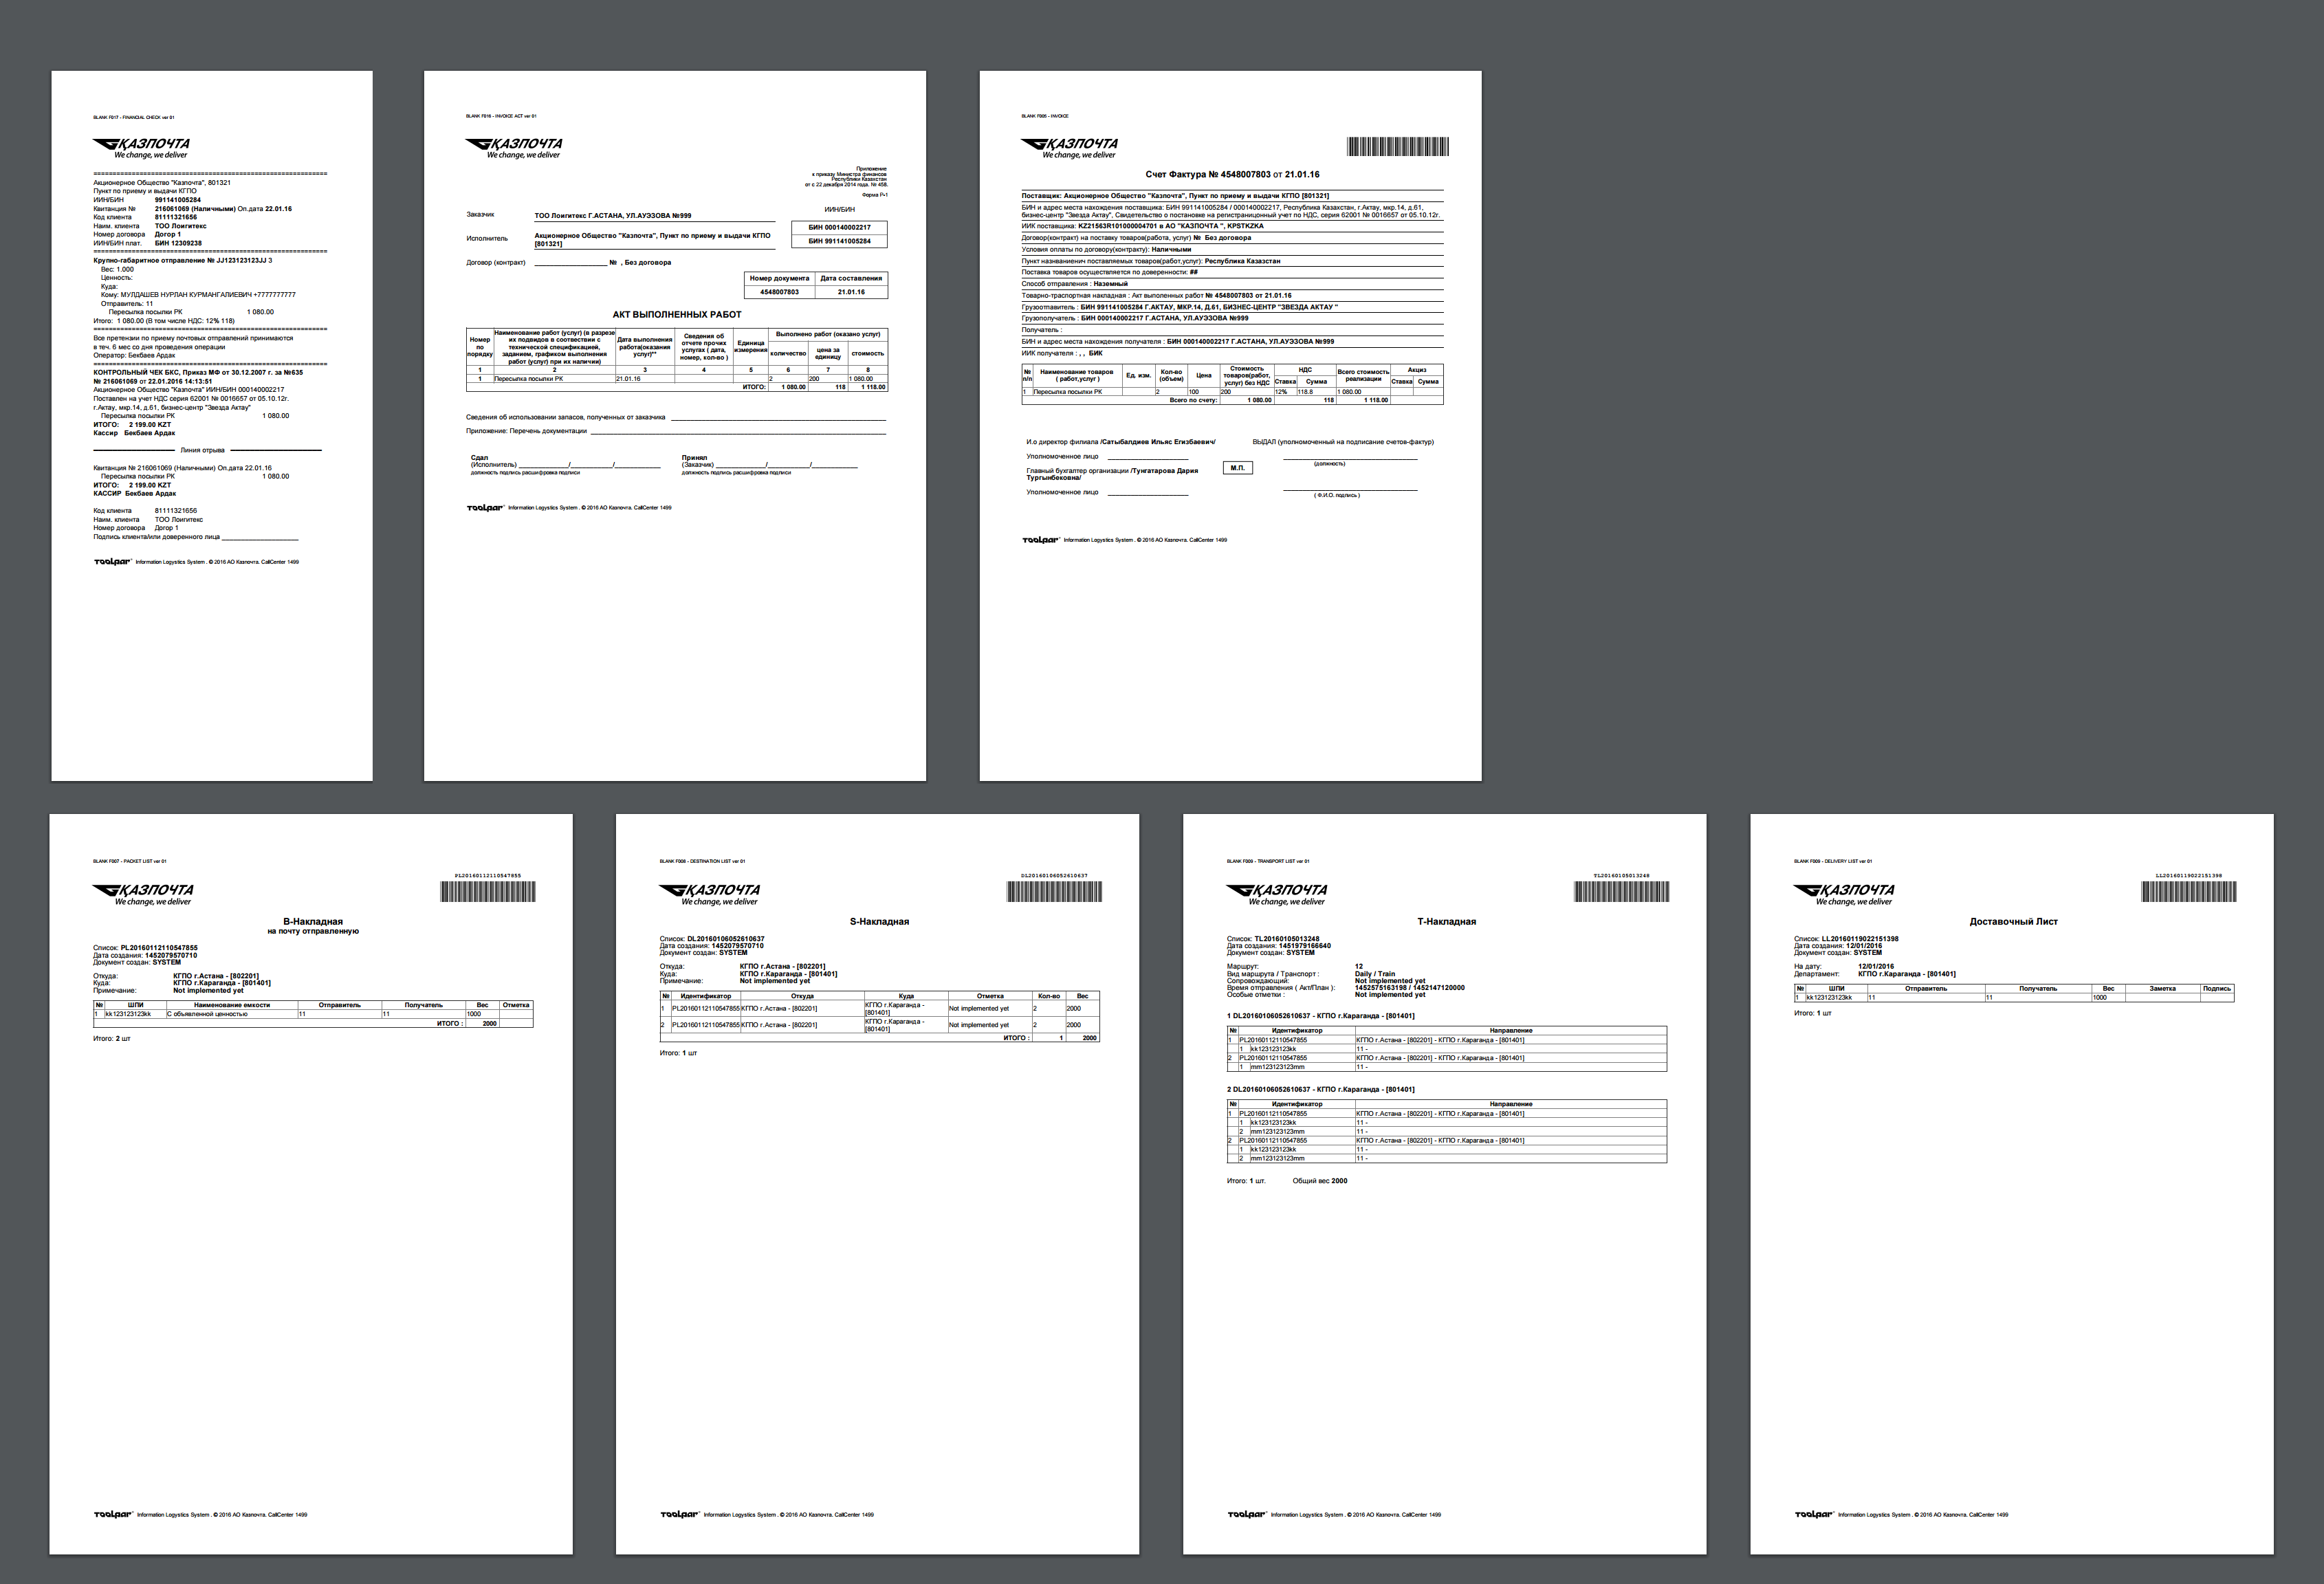 BLANK F017 - FINANCIAL CHECK ver 01
ҚАЗПОЧТА
We change, we deliver
============================================================
Акционерное Общество "Казпочта", 801321
Пункт по приему и выдачи КГПО
ИИН/БИН 991141005284
Квитанция № 216061069 (Наличными) Оп.дата 22.01.16
Код клиента 81111321656
Наим. клиента ТОО Лоигитекс
Номер договора Догор 1
ИИН/БИН плат. БИН 12309238
============================================================
Крупно-габаритное отправление № JJ123123123JJ 3
Вес: 1.000
Ценность:
Куда:
Кому: МУЛДАШЕВ НУРЛАН КУРМАНГАЛИЕВИЧ +7777777777
Отправитель: 11
Пересылка посылки РК 1 080.00
Итого: 1 080.00 (В том числе НДС: 12% 118)
============================================================
Все претензии по приему почтовых отправлений принимаются
в теч. 6 мес со дня проведения операции
Оператор: Бекбаев Ардак
============================================================
КОНТРОЛЬНЫЙ ЧЕК БКС, Приказ МФ от 30.12.2007 г. за №635
№ 216061069 от 22.01.2016 14:13:51
Акционерное Общество "Казпочта" ИИН/БИН 000140002217
Поставлен на учет НДС серия 62001 № 0016657 от 05.10.12г.
г.Актау, мкр.14, д.61, бизнес-центр "Звезда Актау"
Пересылка посылки РК 1 080.00
ИТОГО: 2 199.00 KZT
Кассир Бекбаев Ардак
Линия отрыва
Квитанция № 216061069 (Наличными) Оп.дата 22.01.16
Пересылка посылки РК 1 080.00
ИТОГО: 2 199.00 KZT
КАССИР Бекбаев Ардак
Код клиента 81111321656
Наим. клиента ТОО Лоигитекс
Номер договора Догор 1
Подпись клиента/или доверенного лица ____________________
TOOLPAR Information Logystics System . © 2016 АО Казпочта. CallCenter 1499
BLANK F016 - INVOICE ACT ver 01
ҚАЗПОЧТА
We change, we deliver
Приложение
к приказу Министра финансов
Республики Казахстан
от с 22 декабря 2014 года. № 458.
Форма Р-1
ИИН/БИН
Заказчик ТОО Лоигитекс Г.АСТАНА, УЛ.АУЭЗОВА №999 БИН 000140002217
Исполнитель Акционерное Общество "Казпочта", Пункт по приему и выдачи КГПО [801321] БИН 991141005284
Договор (контракт) ____________________ № , Без договора
Номер документа Дата составления
4548007803 21.01.16
АКТ ВЫПОЛНЕННЫХ РАБОТ
Номер по порядку Наименование работ (услуг) (в разрезе их подвидов в соотвествии с технической спецификацией, заданием, графиком выполнения работ (услуг) при их наличии) Дата выполнения работа(оказания услуг)** Сведения об отчете прочих услугах ( дата, номер, кол-во ) Единица измерения Выполнено работ (оказано услуг)
количество цена за единицу стоимость
1 2 3 4 5 6 7 8
1 Пересылка посылки РК 21.01.16 2 200 1 080.00
ИТОГО: 1 080.00 118 1 118.00
Сведения об использовании запасов, полученных от заказчика
Приложение: Перечень документации
Сдал Принял
(Исполнитель) ____________/__________/____________ (Заказчик) ____________/__________/____________
должность подпись расшифровка подписи должность подпись расшифровка подписи
TOOLPAR Information Logystics System . © 2016 АО Казпочта. CallCenter 1499
BLANK F006 - INVOICE
ҚАЗПОЧТА
We change, we deliver
Счет Фактура № 4548007803 от 21.01.16
Поставщик: Акционерное Общество "Казпочта", Пункт по приему и выдачи КГПО [801321]
БИН и адрес места нахождения поставщика: БИН 991141005284 / 000140002217, Республика Казахстан, г.Актау, мкр.14, д.61,
бизнес-центр "Звезда Актау", Свидетельство о постановке на регистрационный учет по НДС, серия 62001 № 0016657 от 05.10.12г.
ИИК поставщика: KZ21563R101000004701 в АО "КАЗПОЧТА ", KPSTKZKA
Договор(контракт) на поставку товаров(работа, услуг) № Без договора
Условия оплаты по договору(контракту): Наличными
Пункт назнваниени поставляемых товаров(работ,услуг): Республика Казахстан
Поставка товаров осуществляется по доверенности: ##
Способ отправления : Наземный
Товарно-траспортная накладная : Акт выполенных работ № 4548007803 от 21.01.16
Грузоотавитель : БИН 991141005284 Г.АКТАУ, МКР.14, Д.61, БИЗНЕС-ЦЕНТР "ЗВЕЗДА АКТАУ "
Грузополучатель : БИН 000140002217 Г.АСТАНА, УЛ.АУЭЗОВА №999
Получатель :
БИН и адрес места нахождения получателя : БИН 000140002217 Г.АСТАНА, УЛ.АУЭЗОВА №999
ИИК получателя : , , БИК
№ п/п Наименование товаров ( работ,услуг ) Ед. изм. Кол-во (объем) Цена Стоимость товаров(работ, услуг) без НДС НДС Всего стоимость реализации Акциз
Ставка Сумма Ставка Сумма
1 Пересылка посылки РК 2 100 200 12% 118.8 1 080.00
Всего по счету: 1 080.00 118 1 118.00
И.о директор филиала /Сатыбалдиев Ильяс Егизбаевич/ ВЫДАЛ (уполномоченный на подписание счетов-фактур)
Уполномоченное лицо
(должность)
Главный бухгалтер организации /Тунгатарова Дария Тургынбековна/ М.П.
Уполномоченное лицо
( Ф.И.О. подпись )
TOOLPAR Information Logystics System . © 2016 АО Казпочта. CallCenter 1499
BLANK F007 - PACKET LIST ver 01
PL20160112110547855
ҚАЗПОЧТА
We change, we deliver
В-Накладная
на почту отправленную
Список: PL20160112110547855
Дата создания: 1452079570710
Документ создан: SYSTEM
Откуда: КГПО г.Астана - [802201]
Куда: КГПО г.Караганда - [801401]
Примечание: Not implemented yet
№ ШПИ Наименование емкости Отправитель Получатель Вес Отметка
1 kk123123123kk С объявленной ценностью 11 11 1000
ИТОГО : 2000
Итого: 2 шт
TOOLPAR Information Logystics System . © 2016 АО Казпочта. CallCenter 1499
BLANK F008 - DESTINATION LIST ver 01
DL20160106052610637
ҚАЗПОЧТА
We change, we deliver
S-Накладная
Список: DL20160106052610637
Дата создания: 1452079570710
Документ создан: SYSTEM
Откуда: КГПО г.Астана - [802201]
Куда: КГПО г.Караганда - [801401]
Примечание: Not implemented yet
№ Идентификатор Откуда Куда Отметка Кол-во Вес
1 PL20160112110547855 КГПО г.Астана - [802201] КГПО г.Караганда - [801401] Not implemented yet 2 2000
2 PL20160112110547855 КГПО г.Астана - [802201] КГПО г.Караганда - [801401] Not implemented yet 2 2000
ИТОГО : 1 2000
Итого: 1 шт
TOOLPAR Information Logystics System . © 2016 АО Казпочта. CallCenter 1499
BLANK F009 - TRANSPORT LIST ver 01
TL20160105013248
ҚАЗПОЧТА
We change, we deliver
Т-Накладная
Список: TL20160105013248
Дата создания: 1451979166640
Документ создан: SYSTEM
Маршрут: 12
Вид маршрута / Транспорт : Daily / Train
Сопровождающий: Not implemented yet
Время отправления ( Акт/План ): 1452575163198 / 1452147120000
Особые отметки : Not implemented yet
1 DL20160106052610637 - КГПО г.Караганда - [801401]
№ Идентификатор Направление
1 PL20160112110547855 КГПО г.Астана - [802201] - КГПО г.Караганда - [801401]
1 kk123123123kk 11 -
2 PL20160112110547855 КГПО г.Астана - [802201] - КГПО г.Караганда - [801401]
1 mm123123123mm 11 -
2 DL20160106052610637 - КГПО г.Караганда - [801401]
№ Идентификатор Направление
1 PL20160112110547855 КГПО г.Астана - [802201] - КГПО г.Караганда - [801401]
1 kk123123123kk 11 -
2 mm123123123mm 11 -
2 PL20160112110547855 КГПО г.Астана - [802201] - КГПО г.Караганда - [801401]
1 kk123123123kk 11 -
2 mm123123123mm 11 -
Итого: 1 шт. Общий вес 2000
TOOLPAR Information Logystics System . © 2016 АО Казпочта. CallCenter 1499
BLANK F009 - DELIVERY LIST ver 01
LL20160119022151398
ҚАЗПОЧТА
We change, we deliver
Доставочный Лист
Список: LL20160119022151398
Дата создания: 12/01/2016
Документ создан: SYSTEM
На дату: 12/01/2016
Департамент: КГПО г.Караганда - [801401]
№ ШПИ Отправитель Получатель Вес Заметка Подпись
1 kk123123123kk 11 11 1000
Итого: 1 шт
TOOLPAR Information Logystics System . © 2016 АО Казпочта. CallCenter 1499